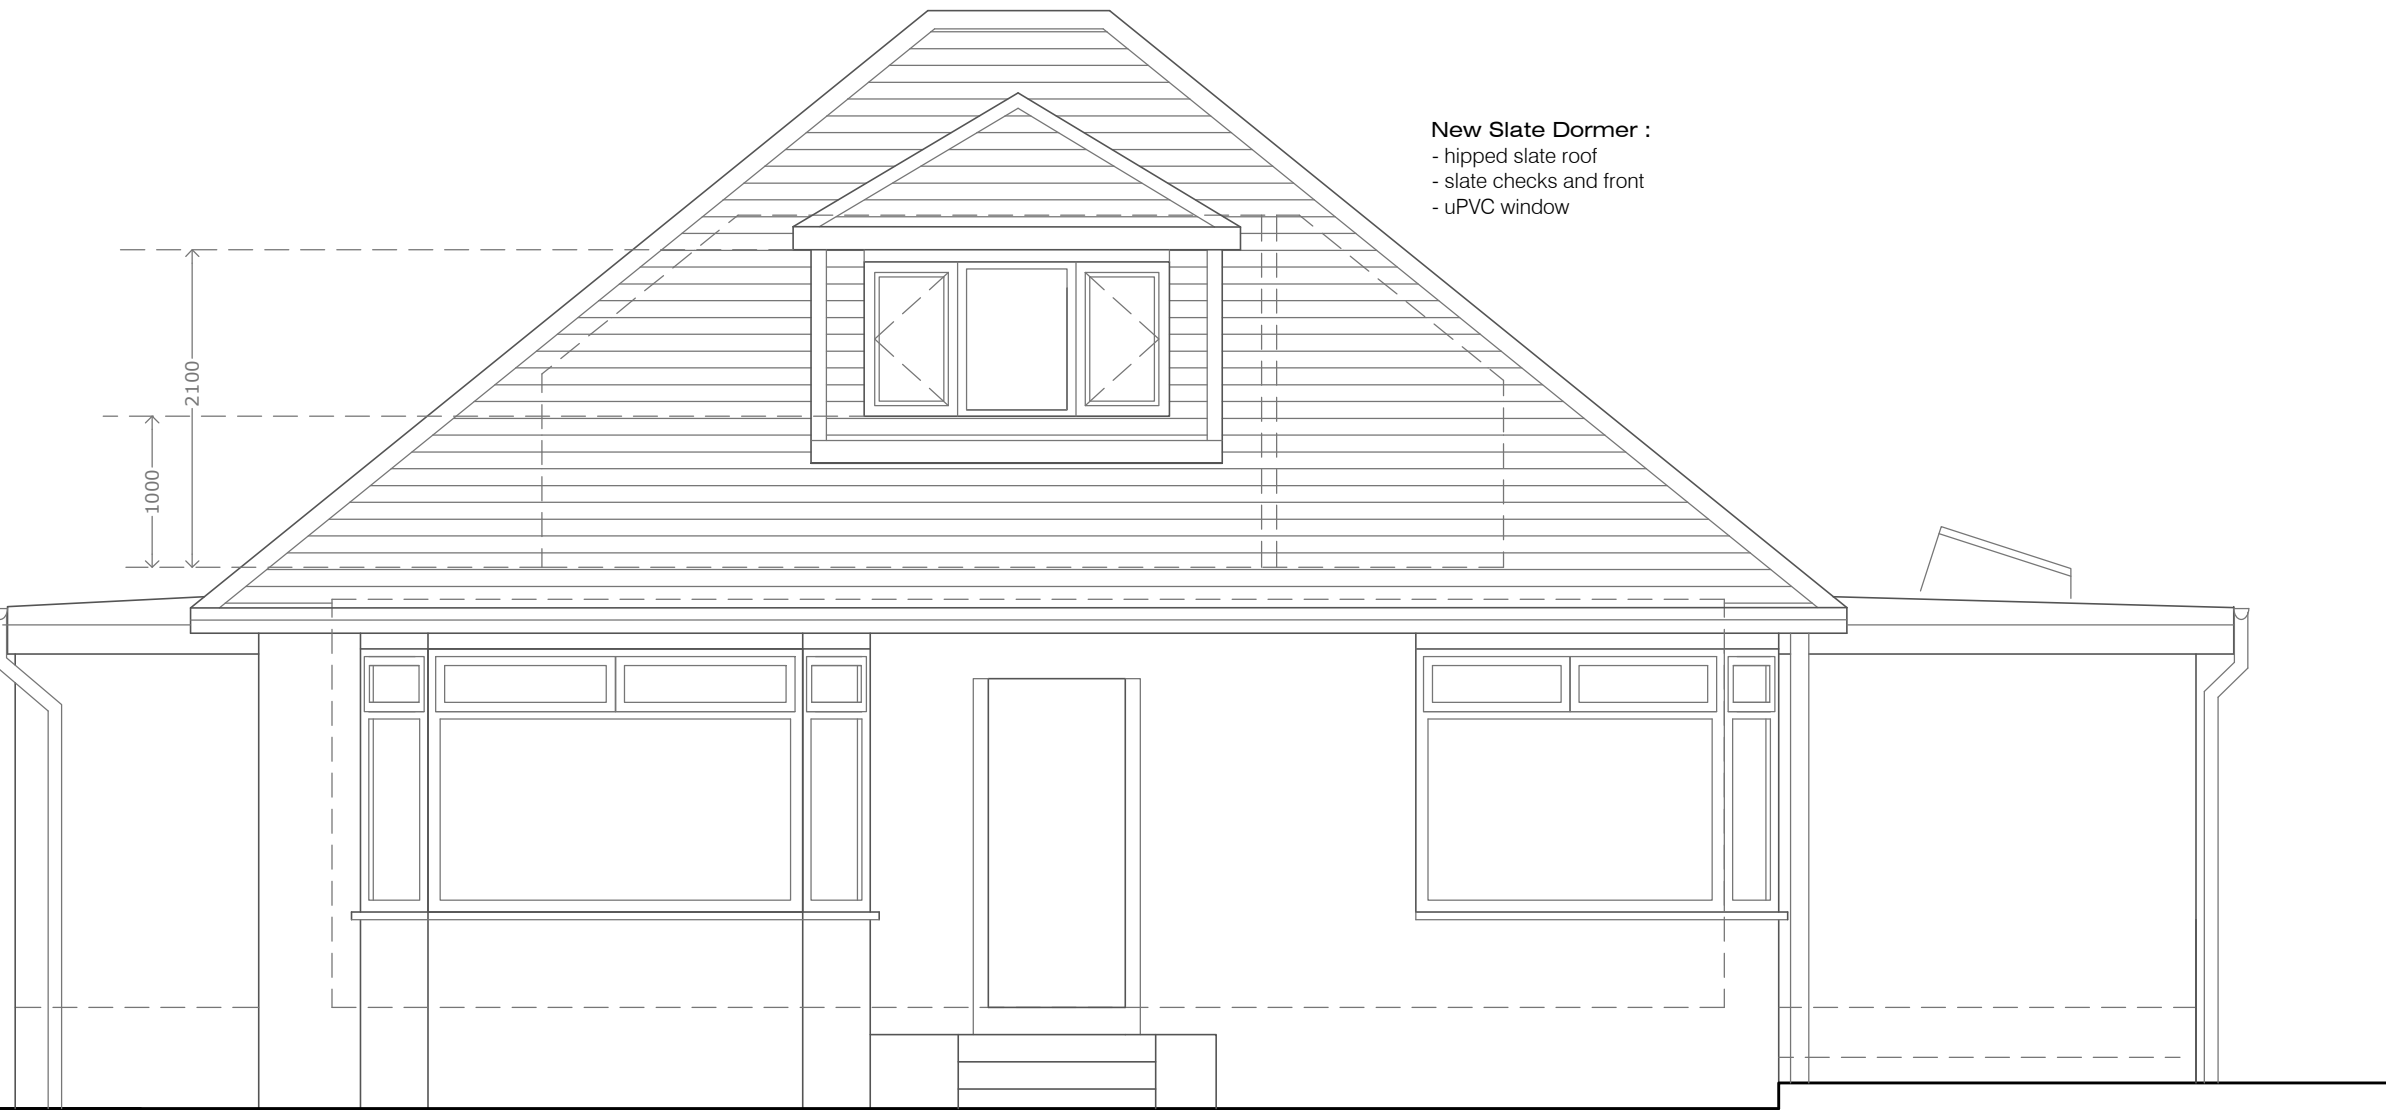 New Slate Dormer :
- hipped slate roof
- slate checks and front
- uPVC window
2100
1000